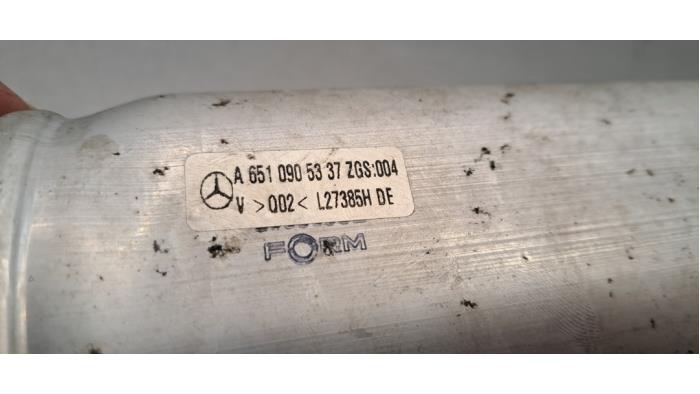 A 651 090 53 37 ZGS:004
V >002< L27385H DE
FORM